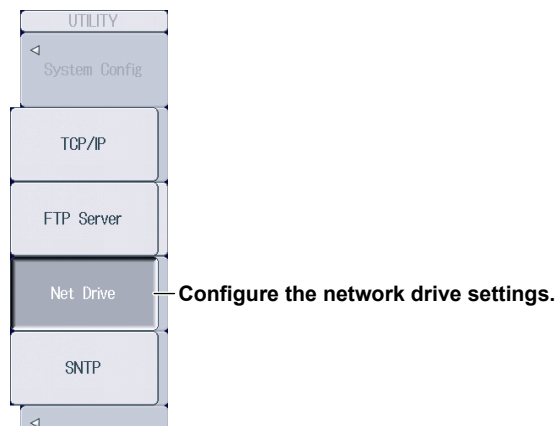 UTILITY
System Config
TCP/IP
FTP Server
Net Drive
Configure the network drive settings.
SNTP